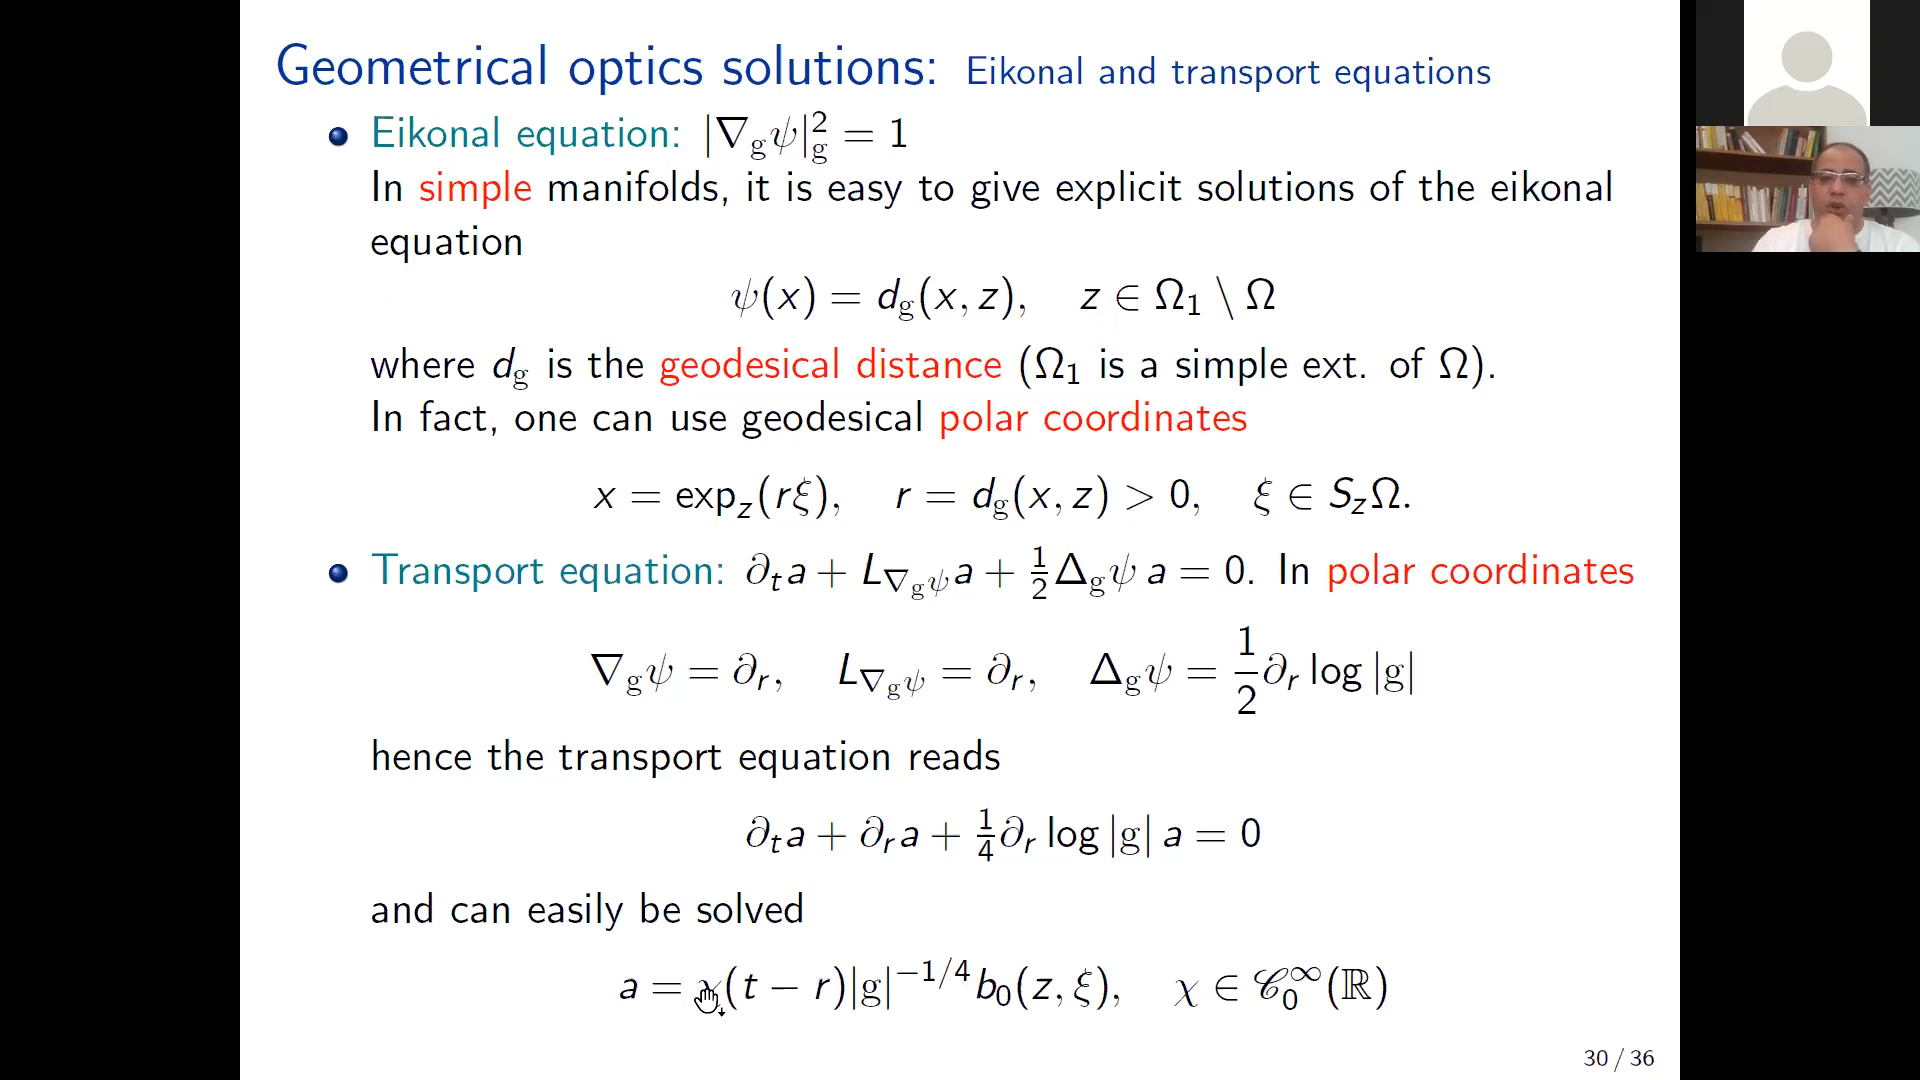 Geometrical optics solutions: Eikonal and transport equations
Eikonal equation: |∇_g ψ|²_g = 1
In simple manifolds, it is easy to give explicit solutions of the eikonal
equation
ψ(x) = d_g(x, z), z ∈ Ω₁ \ Ω
where d_g is the geodesical distance (Ω₁ is a simple ext. of Ω).
In fact, one can use geodesical polar coordinates
x = exp_z(rξ), r = d_g(x, z) > 0, ξ ∈ S_zΩ.
Transport equation: ∂_t a + L_{∇_g ψ} a + ½ Δ_g ψ a = 0. In polar coordinates
∇_g ψ = ∂_r, L_{∇_g ψ} = ∂_r, Δ_g ψ = 1/2 ∂_r log |g|
hence the transport equation reads
∂_t a + ∂_r a + ¼ ∂_r log |g| a = 0
and can easily be solved
a = χ(t − r)|g|^{−1/4} b₀(z, ξ), χ ∈ 𝒞₀^∞(ℝ)
30 / 36